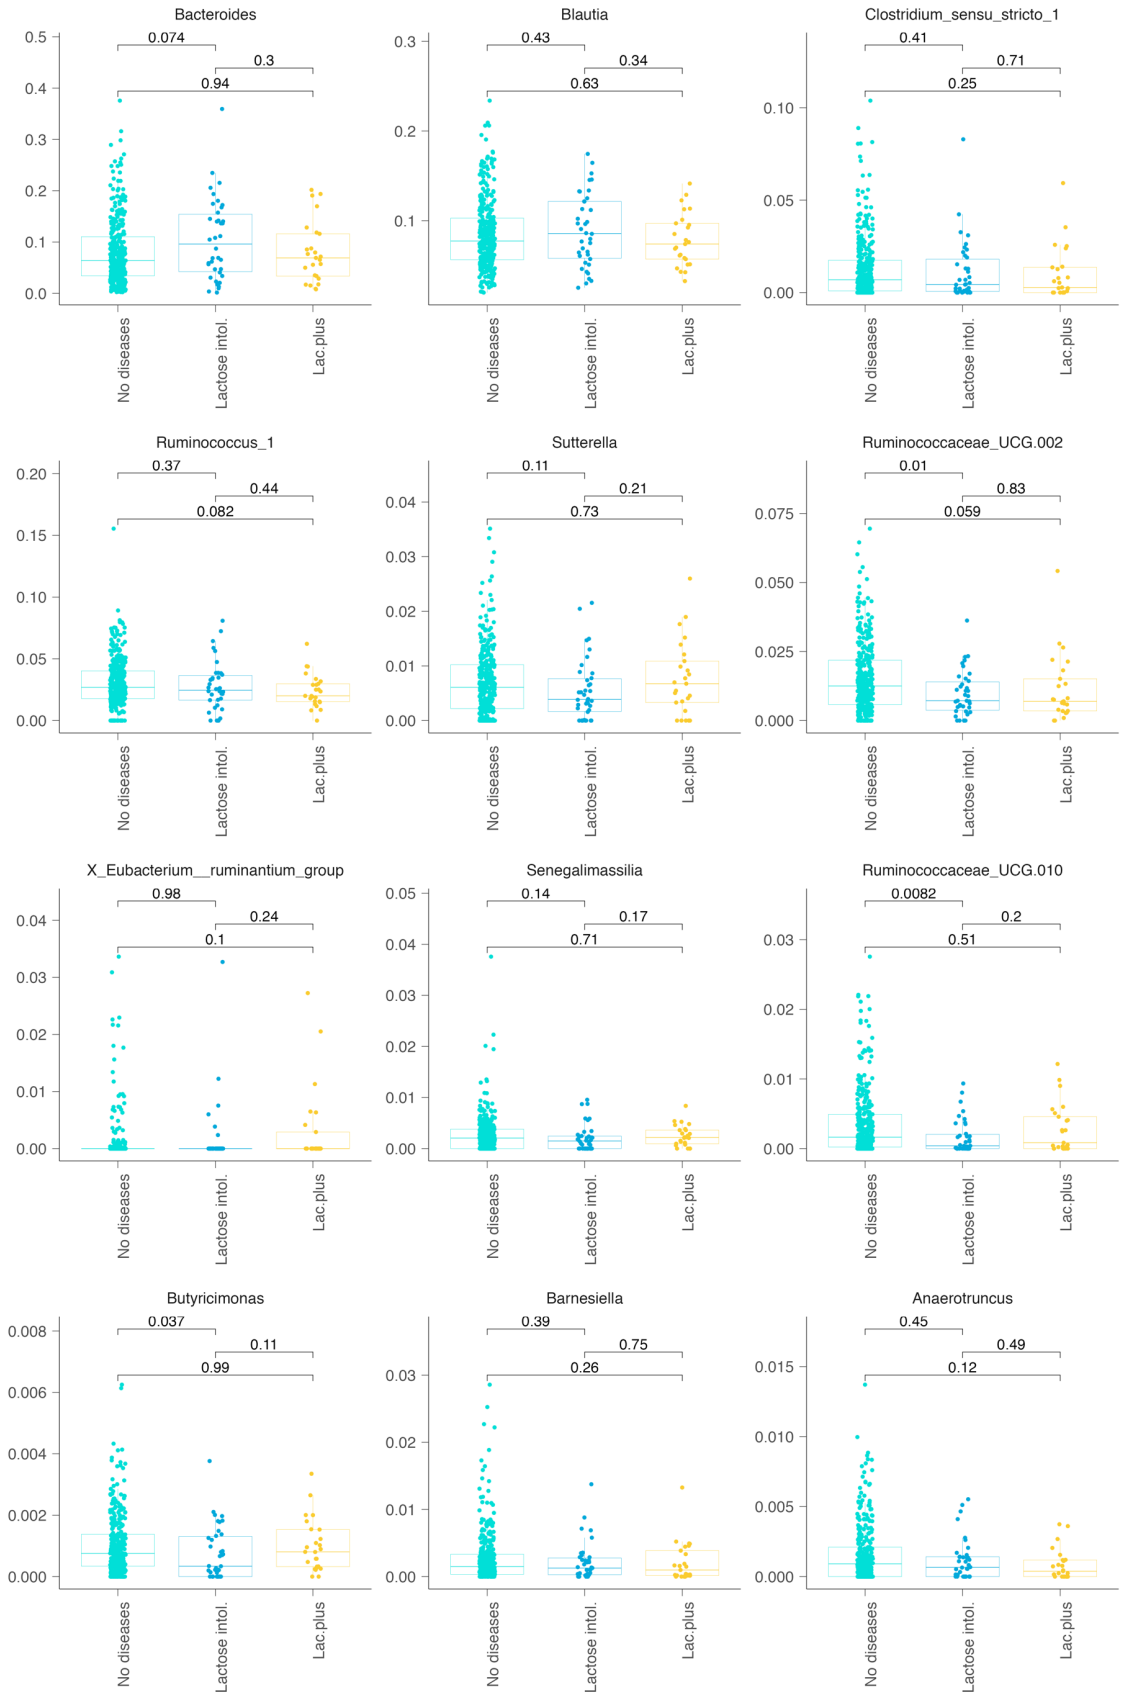 Bacteroides
0.5
0.4
0.3
0.2
0.1
0.0
0.074
0.3
0.94
No diseases
Lactose intol.
Lac.plus
Blautia
0.3
0.2
0.1
0.43
0.34
0.63
No diseases
Lactose intol.
Lac.plus
Clostridium_sensu_stricto_1
0.10
0.05
0.00
0.41
0.71
0.25
No diseases
Lactose intol.
Lac.plus
Ruminococcus_1
0.20
0.15
0.10
0.05
0.00
0.37
0.44
0.082
No diseases
Lactose intol.
Lac.plus
Sutterella
0.04
0.03
0.02
0.01
0.00
0.11
0.21
0.73
No diseases
Lactose intol.
Lac.plus
Ruminococcaceae_UCG.002
0.075
0.050
0.025
0.000
0.01
0.83
0.059
No diseases
Lactose intol.
Lac.plus
X_Eubacterium__ruminantium_group
0.04
0.03
0.02
0.01
0.00
0.98
0.24
0.1
No diseases
Lactose intol.
Lac.plus
Senegalimassilia
0.05
0.04
0.03
0.02
0.01
0.00
0.14
0.17
0.71
No diseases
Lactose intol.
Lac.plus
Ruminococcaceae_UCG.010
0.03
0.02
0.01
0.00
0.0082
0.2
0.51
No diseases
Lactose intol.
Lac.plus
Butyricimonas
0.008
0.006
0.004
0.002
0.000
0.037
0.11
0.99
No diseases
Lactose intol.
Lac.plus
Barnesiella
0.03
0.02
0.01
0.00
0.39
0.75
0.26
No diseases
Lactose intol.
Lac.plus
Anaerotruncus
0.015
0.010
0.005
0.000
0.45
0.49
0.12
No diseases
Lactose intol.
Lac.plus